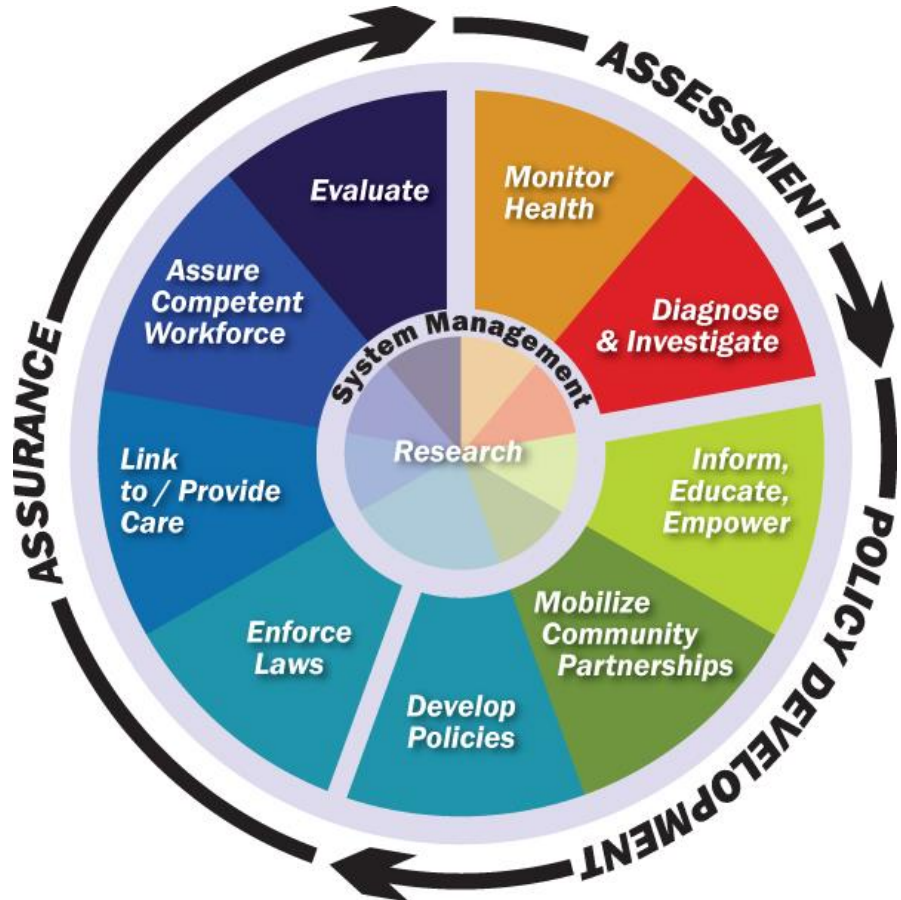 ASSESSMENT
Monitor
Health
Diagnose
& Investigate
POLICY DEVELOPMENT
Inform,
Educate,
Empower
Mobilize
Community
Partnerships
Develop
Policies
ASSURANCE
Enforce
Laws
Link
to / Provide
Care
Assure
Competent
Workforce
Evaluate
System Management
Research